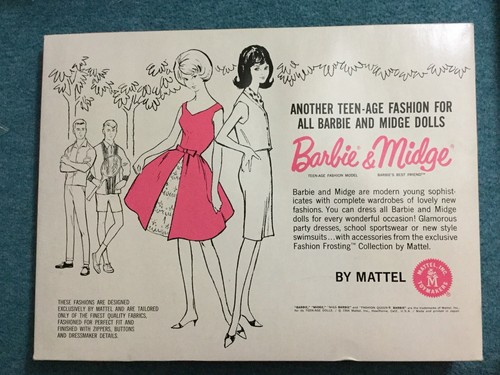 ANOTHER TEEN-AGE FASHION FOR
ALL BARBIE AND MIDGE DOLLS
Barbie & Midge
TEEN-AGE FASHION MODEL BARBIE'S BEST FRIEND™
Barbie and Midge are modern young sophist-
icates with complete wardrobes of lovely new
fashions. You can dress all Barbie and Midge
dolls for every wonderful occasion! Glamorous
party dresses, school sportswear or new style
swimsuits...with accessories from the exclusive
Fashion Frosting™ Collection by Mattel.
BY MATTEL
MATTEL, INC.
M
TOYMAKERS
THESE FASHIONS ARE DESIGNED
EXCLUSIVELY BY MATTEL AND ARE TAILORED
ONLY OF THE FINEST QUALITY FABRICS,
FASHIONED FOR PERFECT FIT AND
FINISHED WITH ZIPPERS, BUTTONS
AND DRESSMAKER DETAILS.